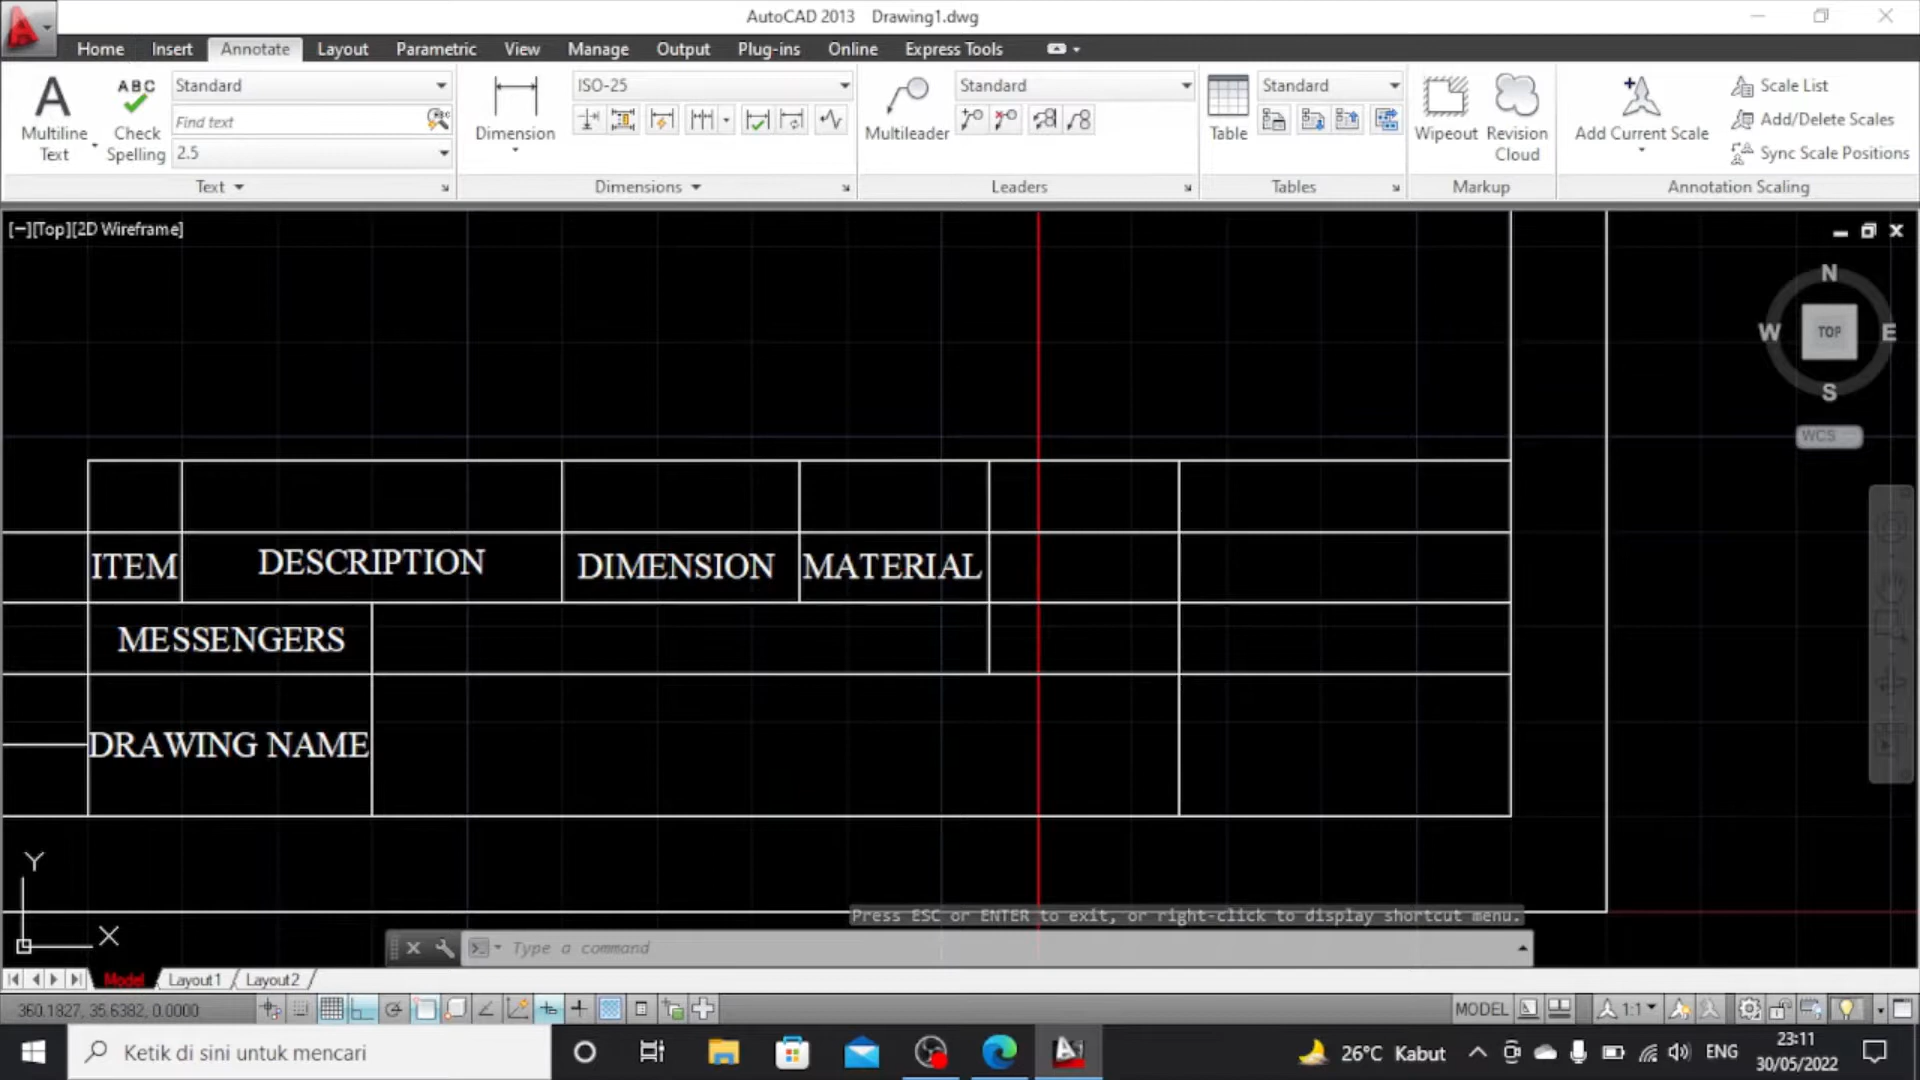 AutoCAD 2013 Drawing1.dwg
Home Insert Annotate Layout Parametric View Manage Output Plug-ins Online Express Tools
A ABC Standard ISO-25 Standard Standard Scale List
Find text
Multiline Text Check Spelling 2.5 Dimension Multileader Table Wipeout Revision Cloud Add Current Scale Add/Delete Scales
Sync Scale Positions
Text Dimensions Leaders Tables Markup Annotation Scaling
[−][Top][2D Wireframe]
N
W TOP E
S
WCS
ITEM DESCRIPTION DIMENSION MATERIAL
MESSENGERS
DRAWING NAME
Y
X
Press ESC or ENTER to exit, or right-click to display shortcut menu.
Type a command
Model Layout1 Layout2
360.1827, 35.6382, 0.0000 MODEL 1:1
Ketik di sini untuk mencari 26°C Kabut ENG 23:11
30/05/2022